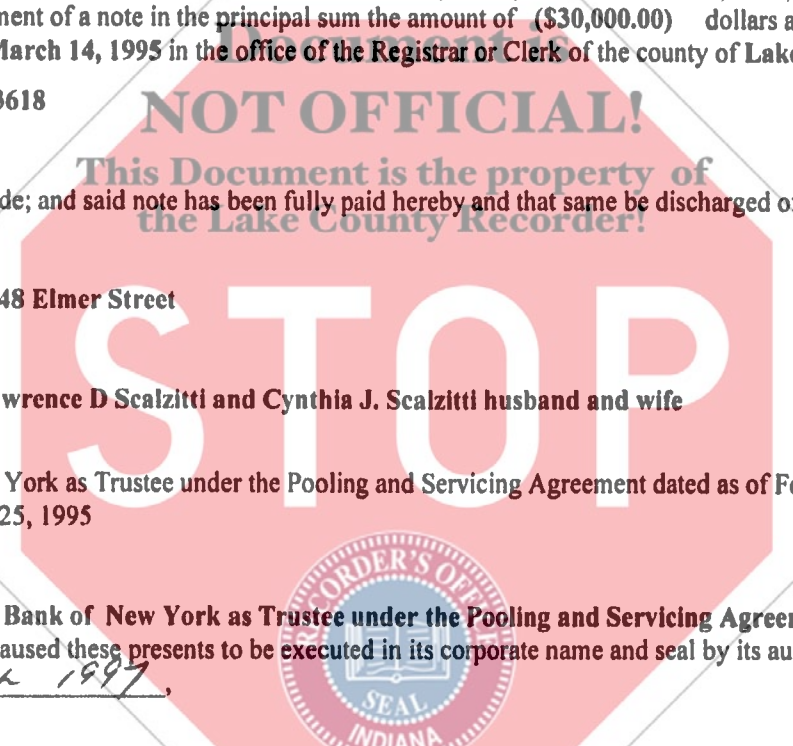 ment of a note in the principal sum the amount of ($30,000.00) dollars a
Document is
March 14, 1995 in the office of the Registrar or Clerk of the county of Lake
3618
NOT OFFICIAL!
This Document is the property of
de; and said note has been fully paid hereby and that same be discharged o
the Lake County Recorder!
48 Elmer Street
STOP
wrence D Scalzitti and Cynthia J. Scalzitti husband and wife
York as Trustee under the Pooling and Servicing Agreement dated as of Fe
25, 1995
RECORDER'S OFFICE
Bank of New York as Trustee under the Pooling and Servicing Agreen
aused these presents to be executed in its corporate name and seal by its au
1997,
SEAL
INDIANA